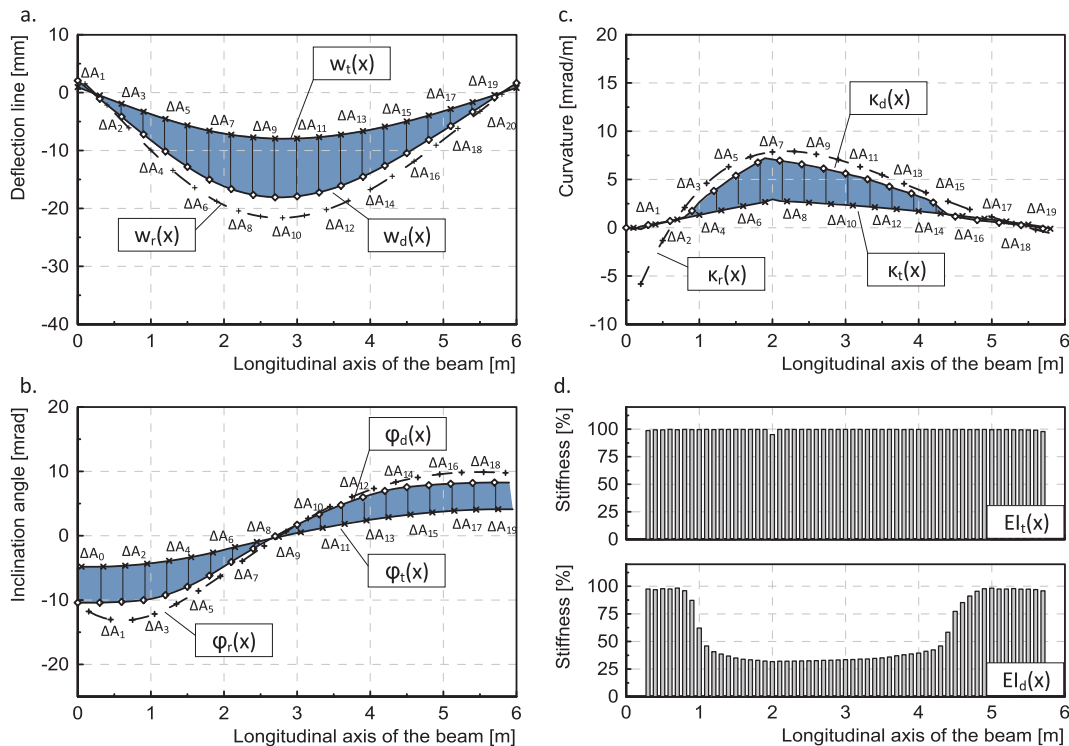 a.
Deflection line [mm]
10
0
-10
-20
-30
-40
ΔA1
ΔA2
ΔA3
ΔA4
ΔA5
ΔA6
ΔA7
ΔA8
ΔA9
ΔA10
ΔA11
ΔA12
ΔA13
ΔA14
ΔA15
ΔA16
ΔA17
ΔA18
ΔA19
ΔA20
wt(x)
wr(x)
wd(x)
0 1 2 3 4 5 6
Longitudinal axis of the beam [m]
c.
Curvature [mrad/m]
20
15
10
5
0
-5
-10
ΔA1
ΔA2
ΔA3
ΔA4
ΔA5
ΔA6
ΔA7
ΔA8
ΔA9
ΔA10
ΔA11
ΔA12
ΔA13
ΔA14
ΔA15
ΔA16
ΔA17
ΔA18
ΔA19
κd(x)
κr(x)
κt(x)
0 1 2 3 4 5 6
Longitudinal axis of the beam [m]
b.
Inclination angle [mrad]
20
10
0
-10
-20
ΔA0
ΔA1
ΔA2
ΔA3
ΔA4
ΔA5
ΔA6
ΔA7
ΔA8
ΔA9
ΔA10
ΔA11
ΔA12
ΔA13
ΔA14
ΔA15
ΔA16
ΔA17
ΔA18
ΔA19
φd(x)
φt(x)
φr(x)
0 1 2 3 4 5 6
Longitudinal axis of the beam [m]
d.
Stiffness [%]
100
75
50
25
0
EIt(x)
Stiffness [%]
100
75
50
25
0
EId(x)
0 1 2 3 4 5 6
Longitudinal axis of the beam [m]